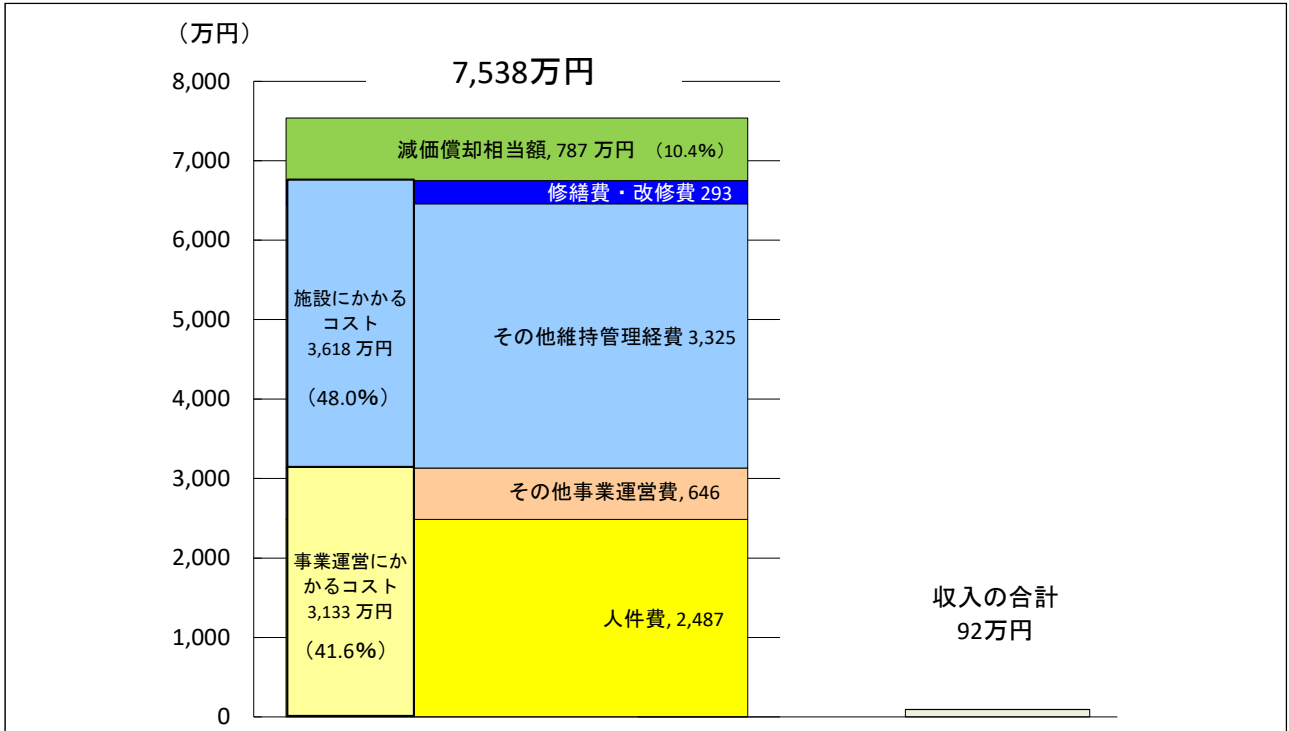 （万円）
7,538万円
8,000
7,000
6,000
5,000
4,000
3,000
2,000
1,000
0
減価償却相当額, 787 万円 （10.4%）
修繕費・改修費 293
施設にかかる
コスト
3,618 万円
（48.0%）
その他維持管理経費 3,325
その他事業運営費, 646
事業運営にか
かるコスト
3,133 万円
（41.6%）
人件費, 2,487
収入の合計
92万円